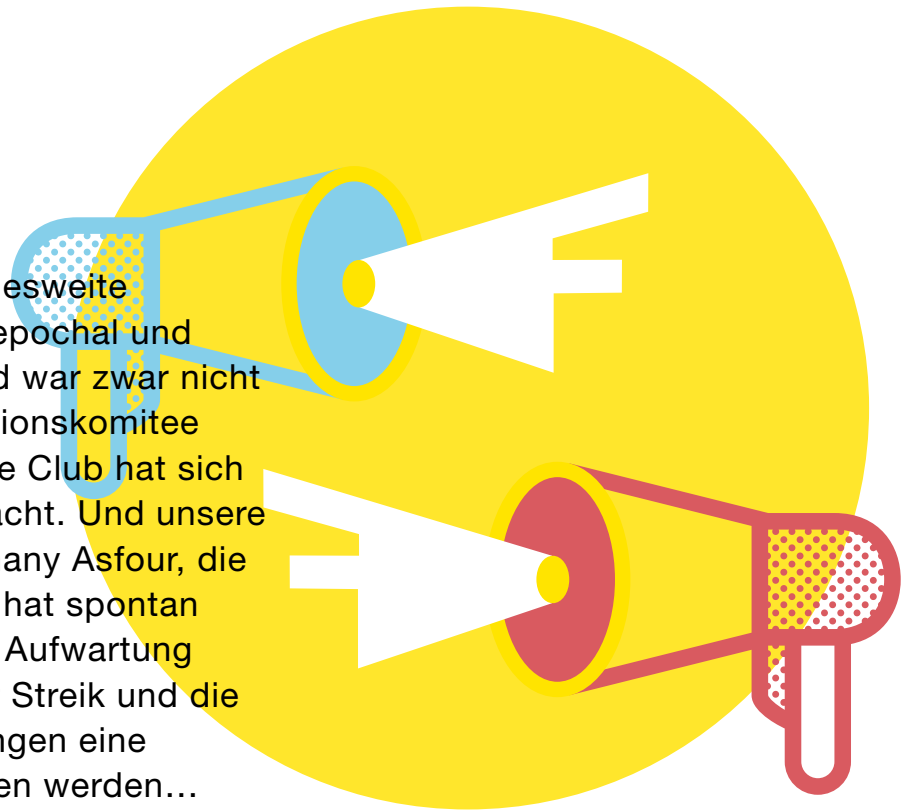 esweite
epochal und
d war zwar nicht
tionskomitee
e Club hat sich
acht. Und unsere
any Asfour, die
hat spontan
Aufwartung
Streik und die
ngen eine
en werden…